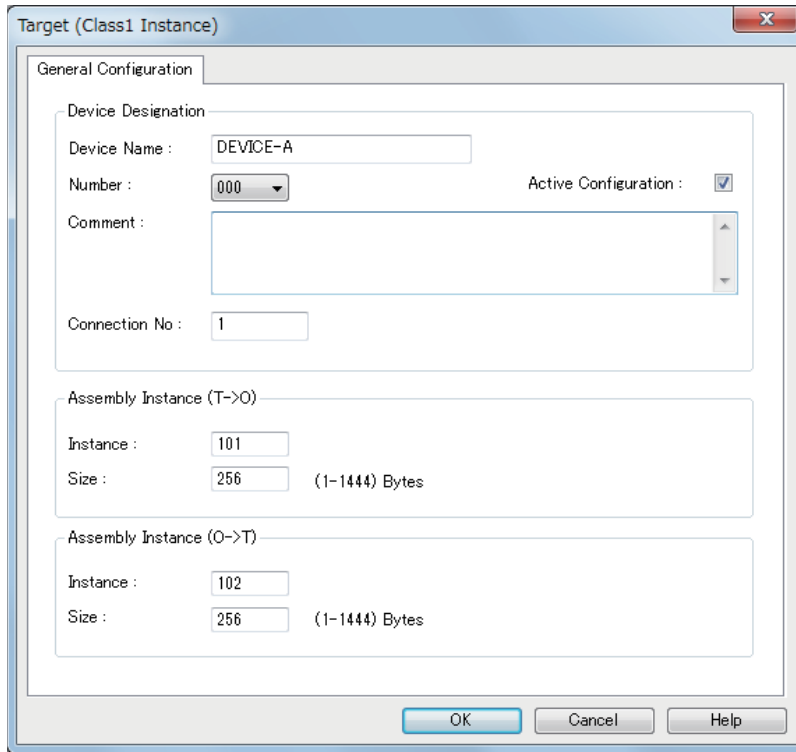 Target (Class1 Instance)
General Configuration
Device Designation
Device Name : DEVICE-A
Number : 000 Active Configuration :
Comment :
Connection No : 1
Assembly Instance (T->O)
Instance : 101
Size : 256 (1-1444) Bytes
Assembly Instance (O->T)
Instance : 102
Size : 256 (1-1444) Bytes
OK Cancel Help